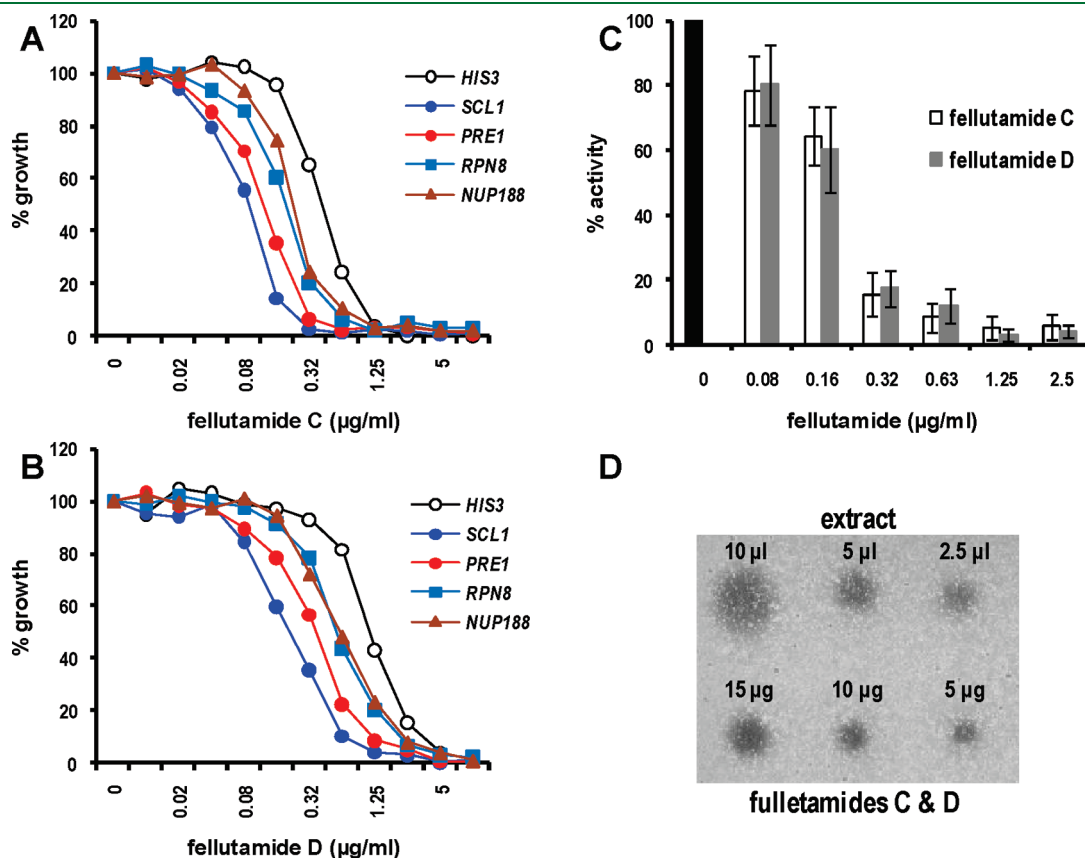 A
120
100
80
60
40
20
0
% growth
HIS3
SCL1
PRE1
RPN8
NUP188
0 0.02 0.08 0.32 1.25 5
fellutamide C (µg/ml)
B
120
100
80
60
40
20
0
% growth
HIS3
SCL1
PRE1
RPN8
NUP188
0 0.02 0.08 0.32 1.25 5
fellutamide D (µg/ml)
C
100
80
60
40
20
0
% activity
fellutamide C
fellutamide D
0 0.08 0.16 0.32 0.63 1.25 2.5
fellutamide (µg/ml)
D
extract
10 µl 5 µl 2.5 µl
15 µg 10 µg 5 µg
fulletamides C & D